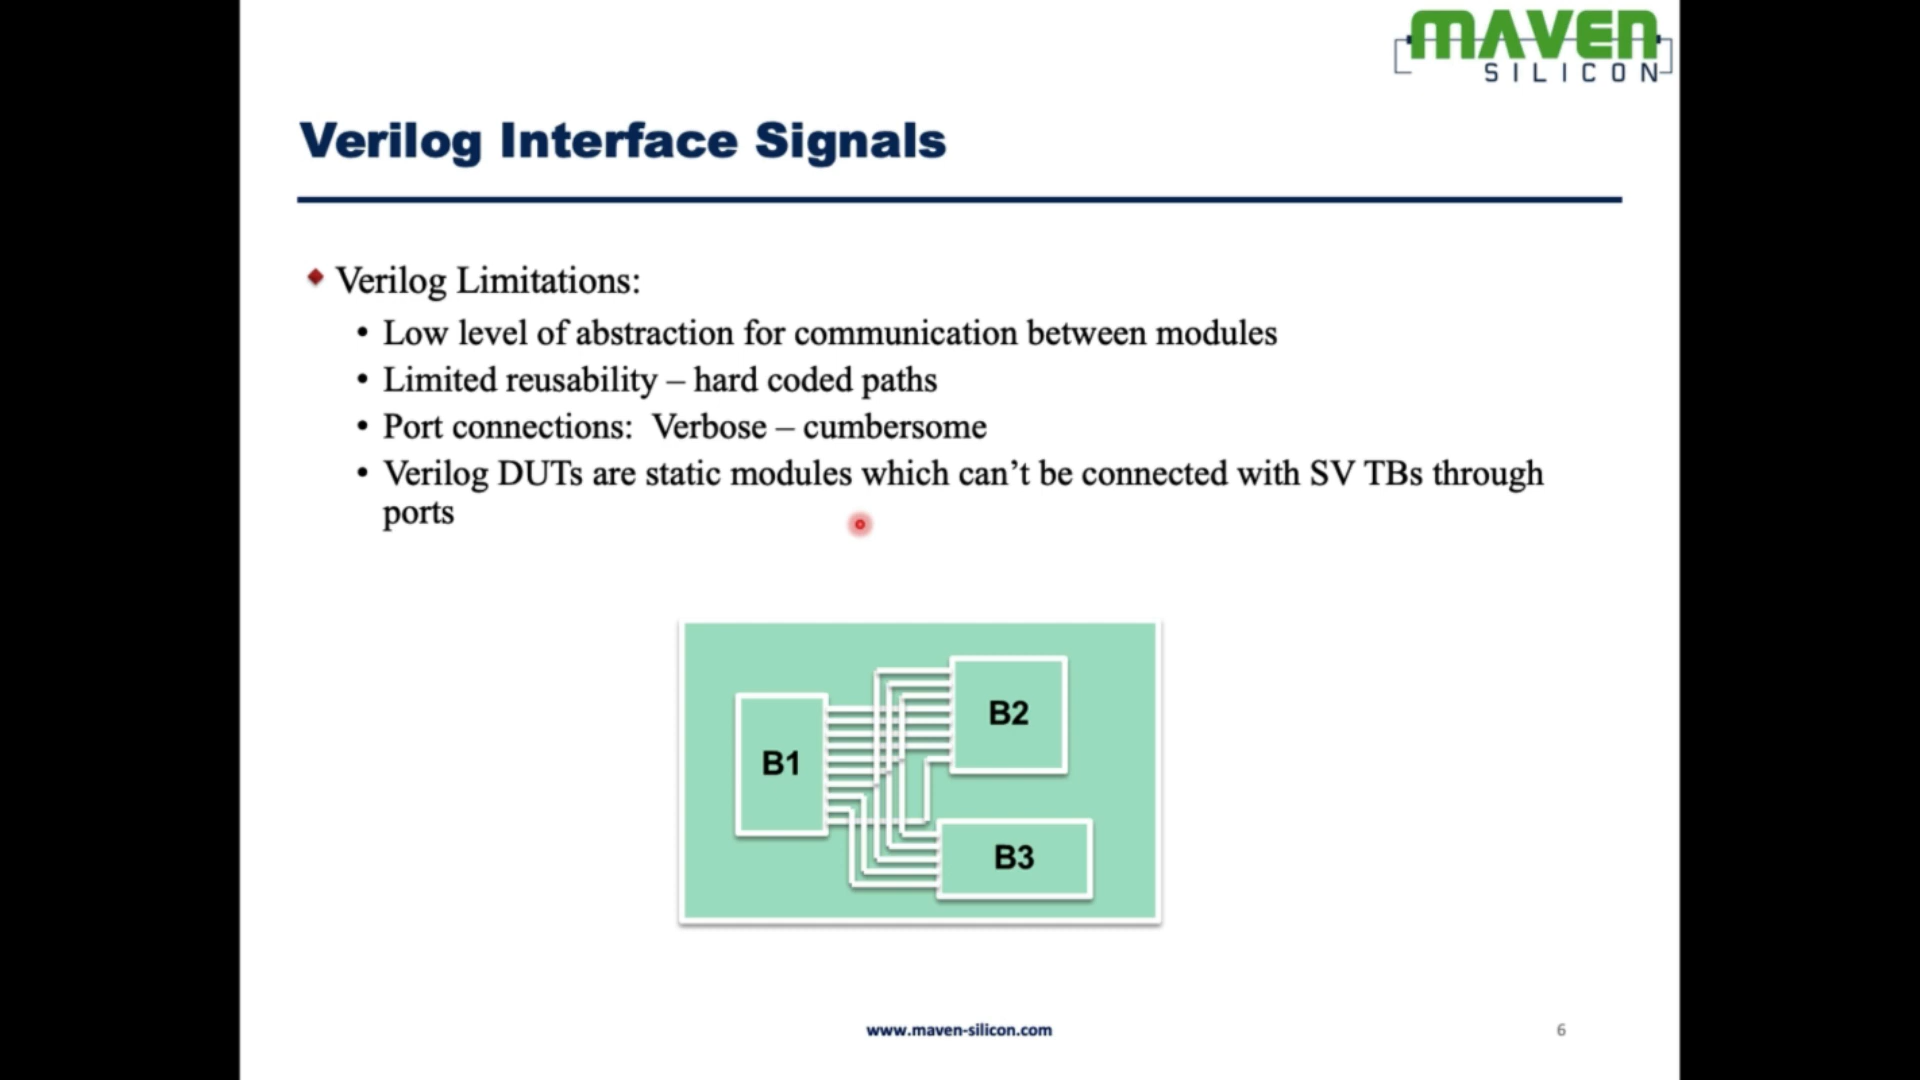 MAVEN
SILICON
Verilog Interface Signals
Verilog Limitations:
• Low level of abstraction for communication between modules
• Limited reusability – hard coded paths
• Port connections:  Verbose – cumbersome
• Verilog DUTs are static modules which can’t be connected with SV TBs through
ports
B2
B1
B3
www.maven-silicon.com
6